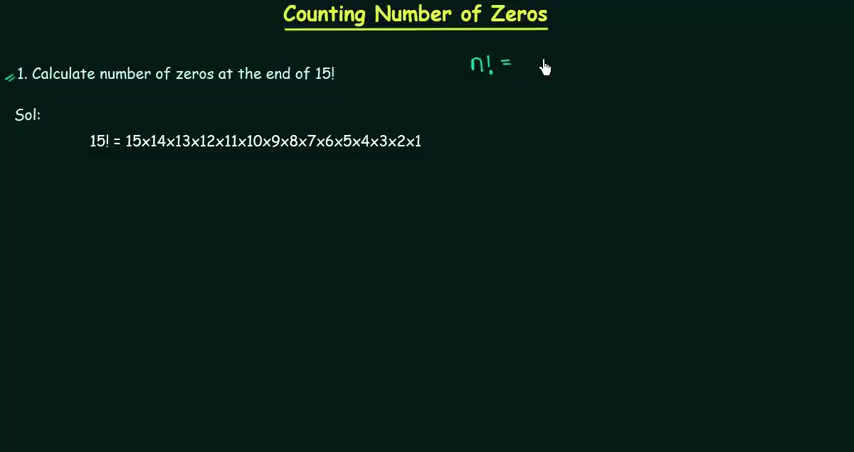 Counting Number of Zeros
1. Calculate number of zeros at the end of 15!
n! =
Sol:
15! = 15x14x13x12x11x10x9x8x7x6x5x4x3x2x1